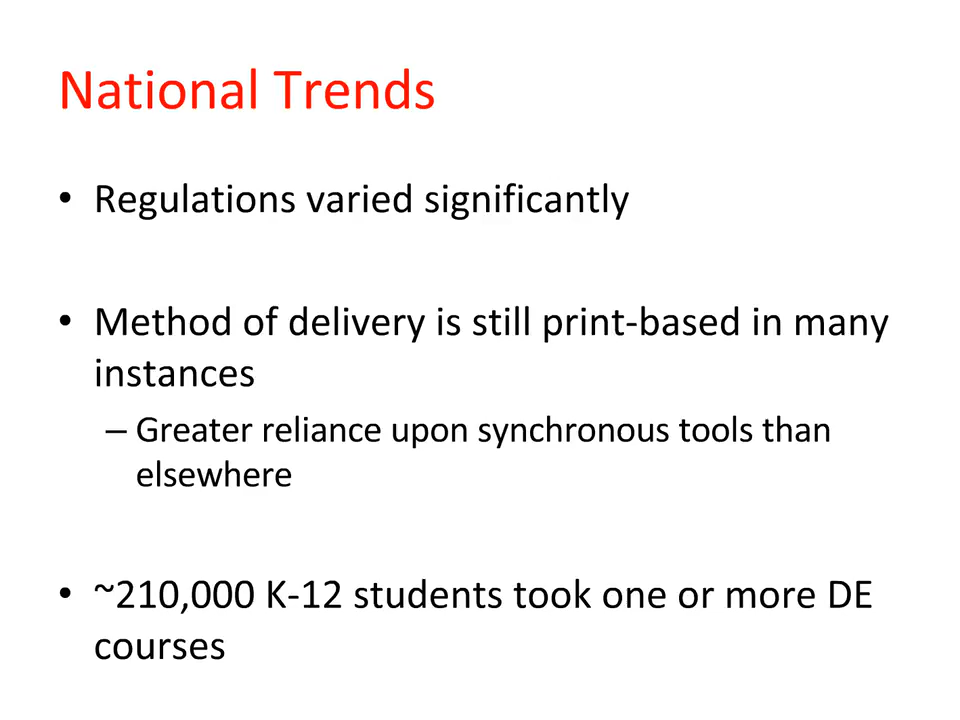 National Trends
• Regulations varied significantly
• Method of delivery is still print-based in many
instances
– Greater reliance upon synchronous tools than
elsewhere
• ~210,000 K-12 students took one or more DE
courses